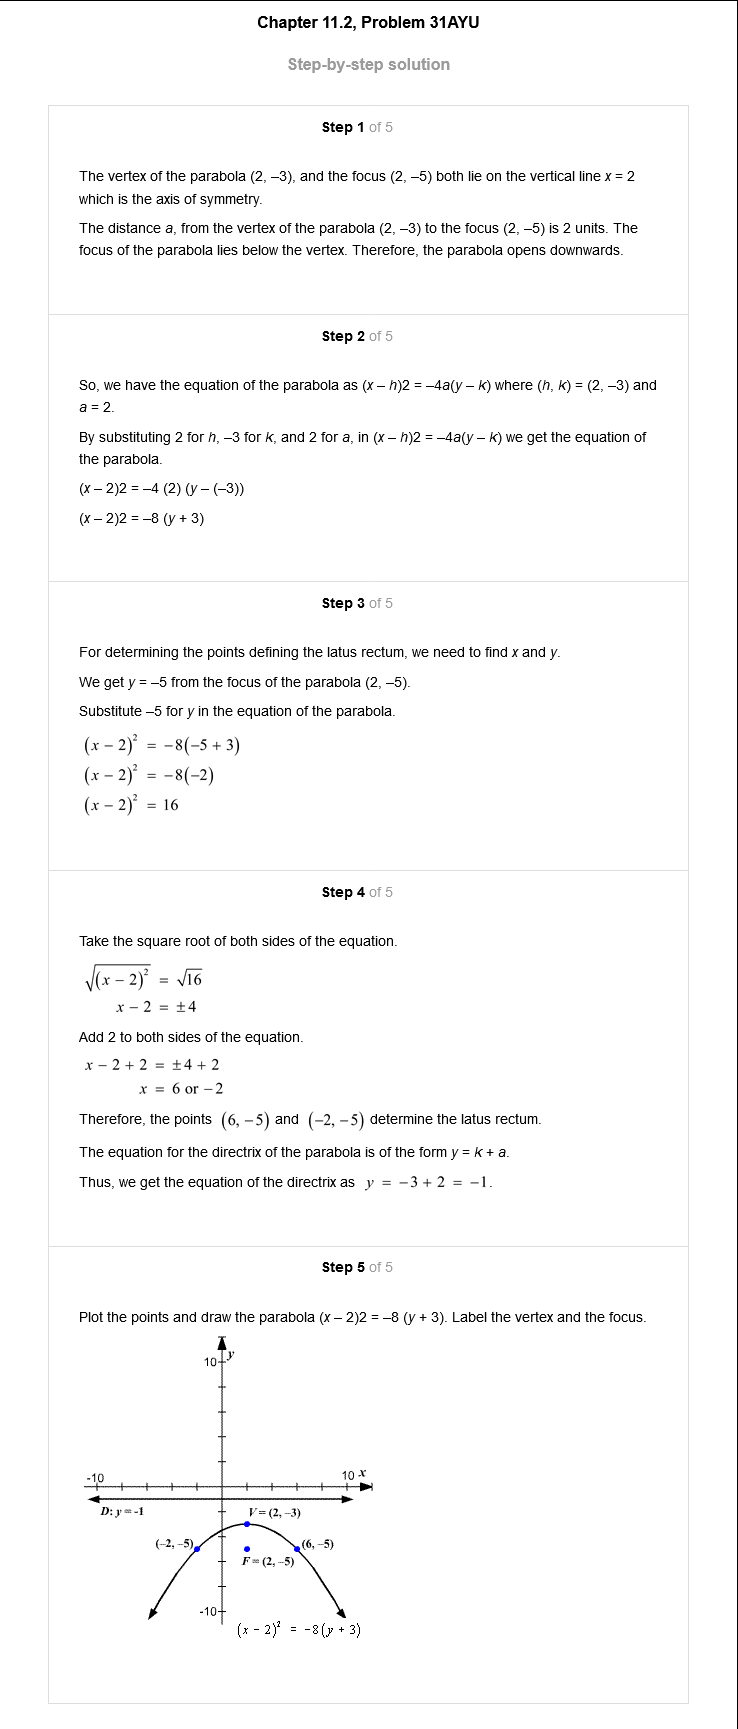 Chapter 11.2, Problem 31AYU
Step-by-step solution
Step 1 of 5
The vertex of the parabola (2, –3), and the focus (2, –5) both lie on the vertical line x = 2
which is the axis of symmetry.
The distance a, from the vertex of the parabola (2, –3) to the focus (2, –5) is 2 units. The
focus of the parabola lies below the vertex. Therefore, the parabola opens downwards.
Step 2 of 5
So, we have the equation of the parabola as (x – h)2 = –4a(y – k) where (h, k) = (2, –3) and
a = 2.
By substituting 2 for h, –3 for k, and 2 for a, in (x – h)2 = –4a(y – k) we get the equation of
the parabola.
(x – 2)2 = –4 (2) (y – (–3))
(x – 2)2 = –8 (y + 3)
Step 3 of 5
For determining the points defining the latus rectum, we need to find x and y.
We get y = –5 from the focus of the parabola (2, –5).
Substitute –5 for y in the equation of the parabola.
(x − 2)² = −8(−5 + 3)
(x − 2)² = −8(−2)
(x − 2)² = 16
Step 4 of 5
Take the square root of both sides of the equation.
√(x − 2)² = √16
x − 2 = ±4
Add 2 to both sides of the equation.
x − 2 + 2 = ±4 + 2
x = 6 or −2
Therefore, the points (6, −5) and (−2, −5) determine the latus rectum.
The equation for the directrix of the parabola is of the form y = k + a.
Thus, we get the equation of the directrix as y = −3 + 2 = −1.
Step 5 of 5
Plot the points and draw the parabola (x – 2)2 = –8 (y + 3). Label the vertex and the focus.
y
10
-10
10 x
D: y = -1
V = (2, –3)
(–2, –5)
(6, –5)
F = (2, –5)
-10
(x − 2)² = −8(y + 3)